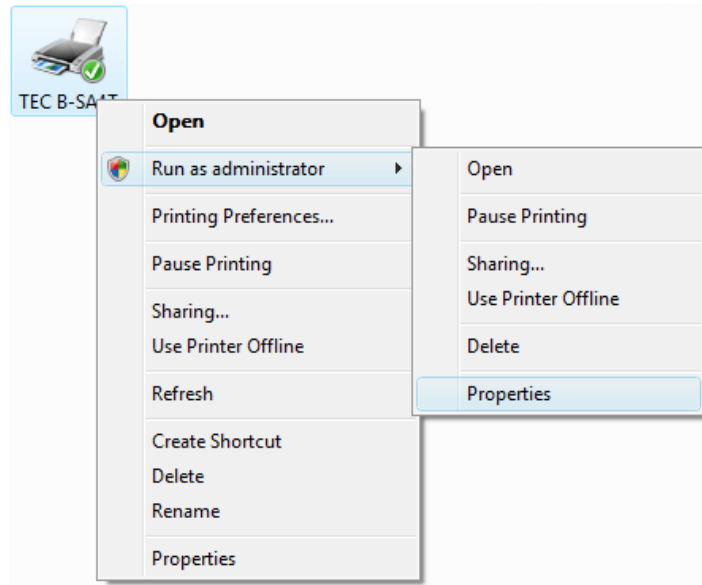 TEC B-SA4T
Open
Run as administrator
Printing Preferences...
Pause Printing
Sharing...
Use Printer Offline
Refresh
Create Shortcut
Delete
Rename
Properties
Open
Pause Printing
Sharing...
Use Printer Offline
Delete
Properties